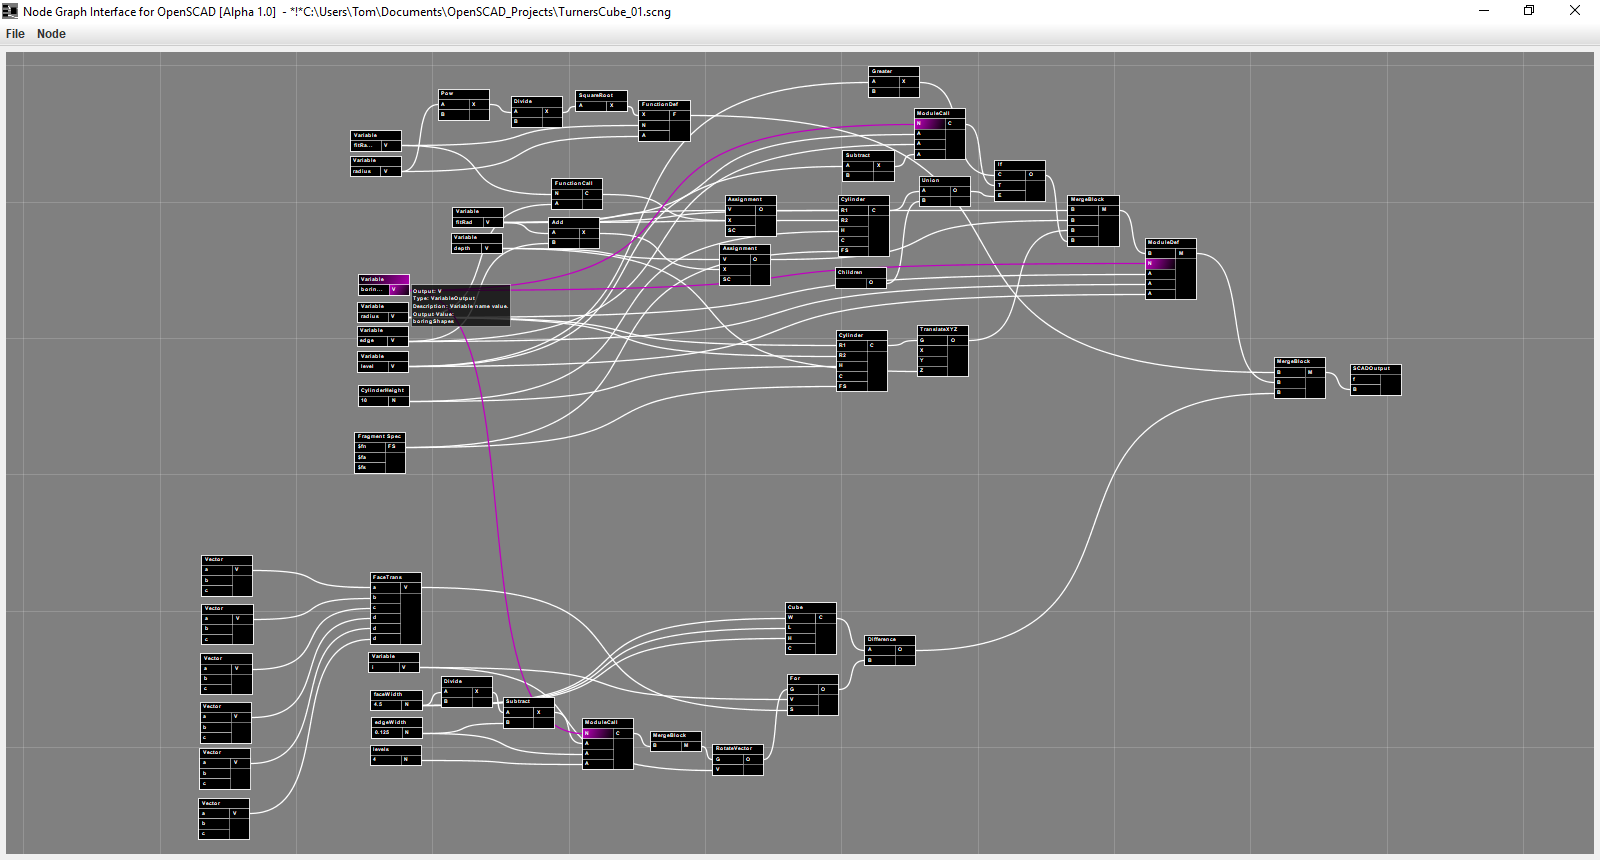 Node Graph Interface for OpenSCAD [Alpha 1.0]  - *!*C:\Users\Tom\Documents\OpenSCAD_Projects\TurnersCube_01.scng
File Node
Greater
A X
B
Pow
A X
B
Divide
A X
B
SquareRoot
A X
FunctionDef
X F
N
A
ModuleCall
N C
A
A
A
Variable
fitRa... V
Variable
radius V
Subtract
A X
B
If
C O
T
E
Union
A O
B
FunctionCall
N C
A
Variable
fitRad V
Add
A X
B
Variable
depth V
Assignment
V O
X
SC
Cylinder
R1 C
R2
H
C
FS
MergeBlock
B M
B
B
B
Assignment
V O
X
SC
ModuleDef
B M
N
A
A
A
Children
O
Variable
borin... V
Output: V
Type: VariableOutput
Description: Variable name value.
Output Value:
boringShapes
Variable
radius V
Variable
edge V
Variable
level V
Cylinder
R1 C
R2
H
C
FS
TranslateXYZ
G O
X
Y
Z
MergeBlock
B M
B
B
SCADOutput
f
B
CylinderHeight
10 N
Fragment Spec
$fn FS
$fa
$fs
Vector
a V
b
c
FaceTrans
a V
b
c
d
d
d
Vector
a V
b
c
Cube
W C
L
H
C
Difference
A O
B
Vector
a V
b
c
Variable
i V
For
G O
V
S
Divide
A X
B
faceWidth
4.5 N
Subtract
A X
B
Vector
a V
b
c
edgeWidth
0.125 N
ModuleCall
N C
A
A
A
MergeBlock
B M
RotateVector
G O
V
levels
4 N
Vector
a V
b
c
Vector
a V
b
c